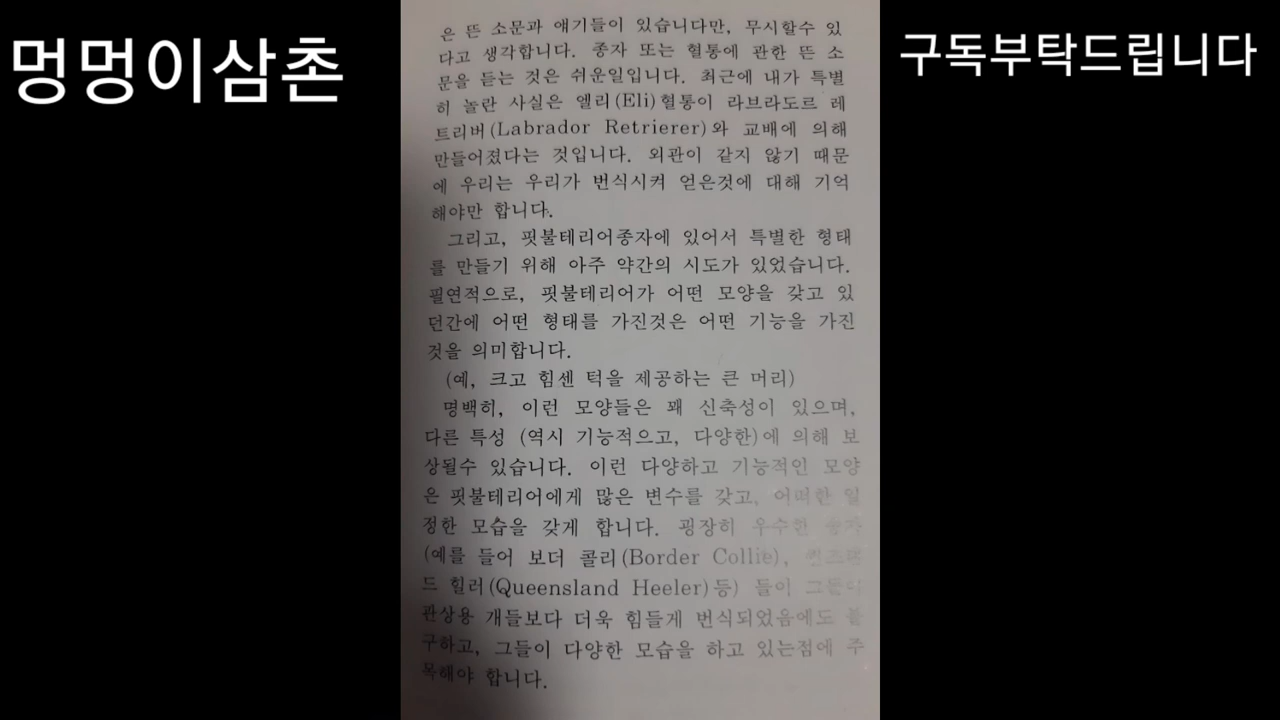 멍멍이삼촌
구독부탁드립니다
은 뜬 소문과 얘기들이 있습니다만, 무시할수 있
다고 생각합니다. 종자 또는 혈통에 관한 뜬 소
문을 듣는 것은 쉬운일입니다. 최근에 내가 특별
히 놀란 사실은 엘리(Eli)혈통이 라브라도르 레
트리버(Labrador Retrierer)와 교배에 의해
만들어졌다는 것입니다. 외관이 같지 않기 때문
에 우리는 우리가 번식시켜 얻은것에 대해 기억
해야만 합니다.
그리고, 핏불테리어종자에 있어서 특별한 형태
를 만들기 위해 아주 약간의 시도가 있었습니다.
필연적으로, 핏불테리어가 어떤 모양을 갖고 있
던간에 어떤 형태를 가진것은 어떤 기능을 가진
것을 의미합니다.
(예, 크고 힘센 턱을 제공하는 큰 머리)
명백히, 이런 모양들은 꽤 신축성이 있으며,
다른 특성 (역시 기능적으고, 다양한)에 의해 보
상될수 있습니다. 이런 다양하고 기능적인 모양
은 핏불테리어에게 많은 변수를 갖고, 어떠한 일
정한 모습을 갖게 합니다. 굉장히 우수한
(예를 들어 보더 콜리(Border Collie),
드 힐러(Queensland Heeler)등) 들이 그들이
관상용 개들보다 더욱 힘들게 번식되었음에도 불
구하고, 그들이 다양한 모습을 하고 있는점에 주
목해야 합니다.